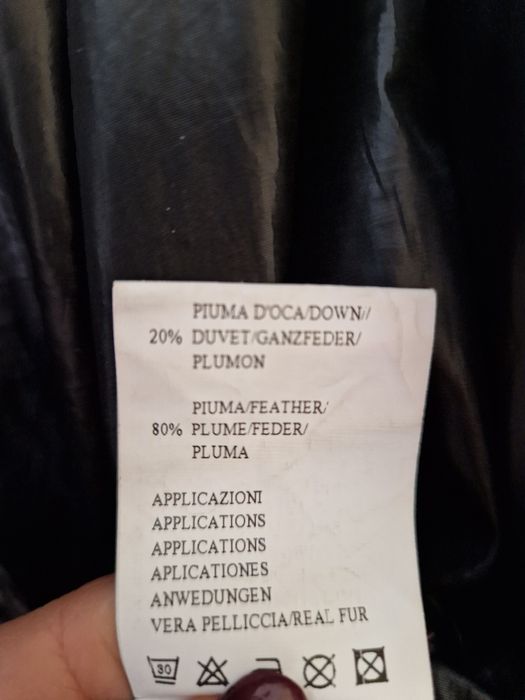 PIUMA D'OCA/DOWN//
20% DUVET/GANZFEDER/
PLUMON
PIUMA/FEATHER/
80% PLUME/FEDER/
PLUMA
APPLICAZIONI
APPLICATIONS
APPLICATIONS
APLICATIONES
ANWEDUNGEN
VERA PELLICCIA/REAL FUR
30